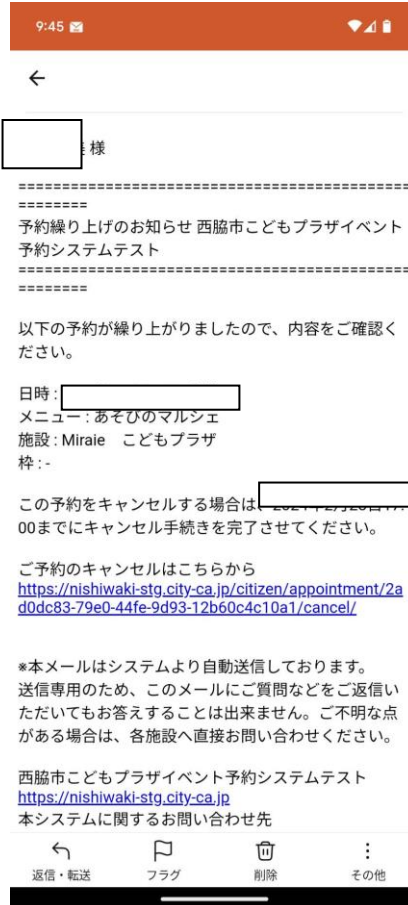 9:45
様
==============================================
========
予約繰り上げのお知らせ 西脇市こどもプラザイベント
予約システムテスト
==============================================
========
以下の予約が繰り上がりましたので、内容をご確認く
ださい。
日時 :
メニュー : あそびのマルシェ
施設 : Miraie　こどもプラザ
枠 : -
この予約をキャンセルする場合は、
00までにキャンセル手続きを完了させてください。
ご予約のキャンセルはこちらから
https://nishiwaki-stg.city-ca.jp/citizen/appointment/2a
d0dc83-79e0-44fe-9d93-12b60c4c10a1/cancel/
*本メールはシステムより自動送信しております。
送信専用のため、このメールにご質問などをご返信い
ただいてもお答えすることは出来ません。ご不明な点
がある場合は、各施設へ直接お問い合わせください。
西脇市こどもプラザイベント予約システムテスト
https://nishiwaki-stg.city-ca.jp
本システムに関するお問い合わせ先
返信・転送 フラグ 削除 その他